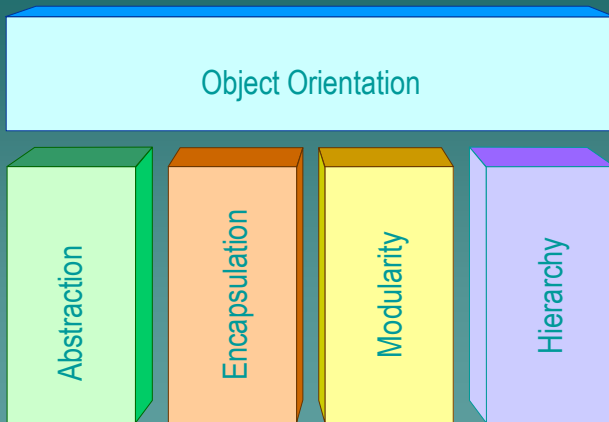 Object Orientation
Abstraction
Encapsulation
Modularity
Hierarchy